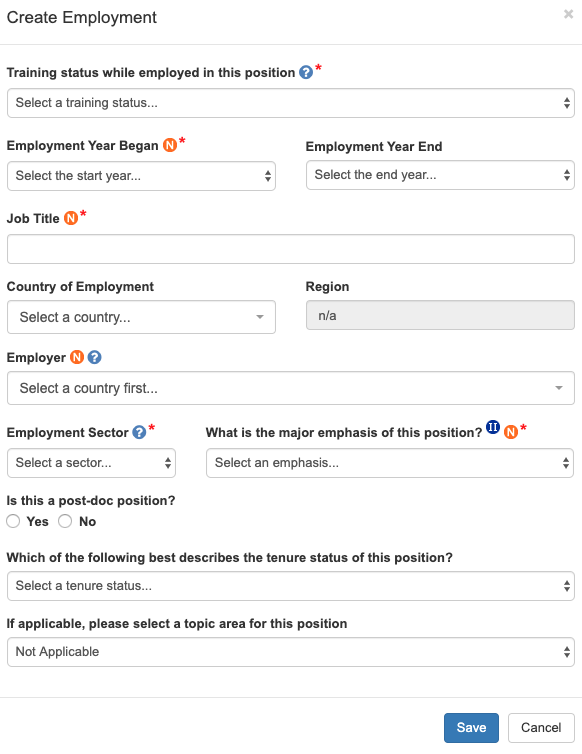 Create Employment ×
Training status while employed in this position ? *
Select a training status...
Employment Year Began N * Employment Year End
Select the start year... Select the end year...
Job Title N *
Country of Employment Region
Select a country... n/a
Employer N ?
Select a country first...
Employment Sector ? * What is the major emphasis of this position? II N *
Select a sector... Select an emphasis...
Is this a post-doc position?
Yes No
Which of the following best describes the tenure status of this position?
Select a tenure status...
If applicable, please select a topic area for this position
Not Applicable
Save Cancel